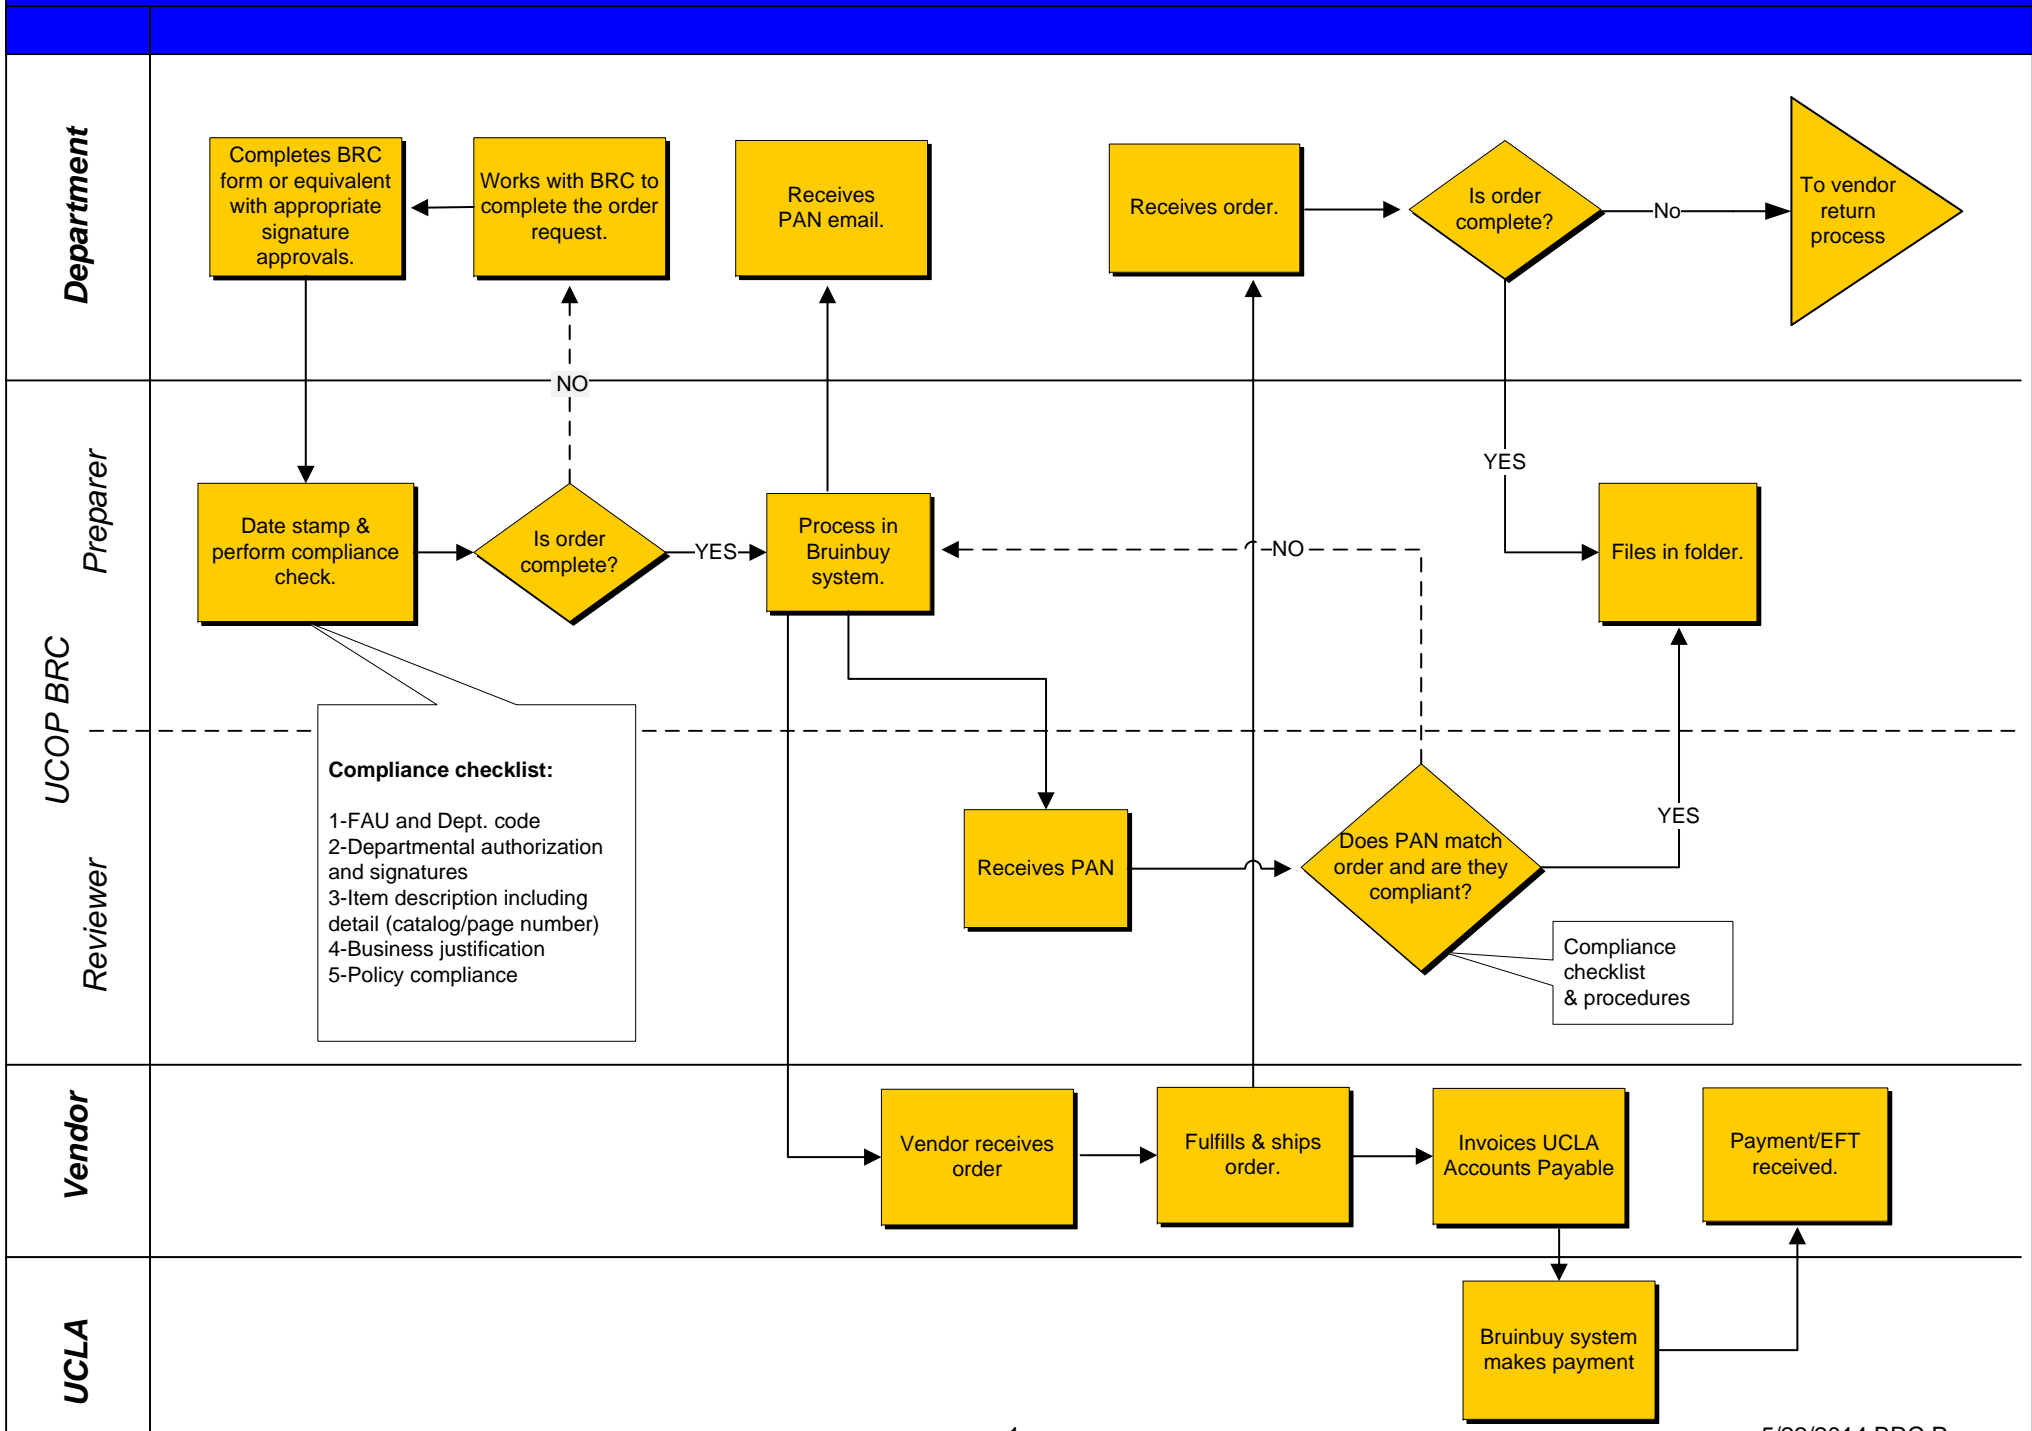 Department
Completes BRC
form or equivalent
with appropriate
signature
approvals.
Works with BRC to
complete the order
request.
Receives
PAN email.
Receives order.
Is order
complete?
No
To vendor
return
process
NO
UCOP BRC
Preparer
Date stamp &
perform compliance
check.
Is order
complete?
YES
Process in
Bruinbuy
system.
NO
YES
Files in folder.
Compliance checklist:
1-FAU and Dept. code
2-Departmental authorization
and signatures
3-Item description including
detail (catalog/page number)
4-Business justification
5-Policy compliance
Reviewer
Receives PAN
Does PAN match
order and are they
compliant?
YES
Compliance
checklist
& procedures
Vendor
Vendor receives
order
Fulfills & ships
order.
Invoices UCLA
Accounts Payable
Payment/EFT
received.
UCLA
Bruinbuy system
makes payment